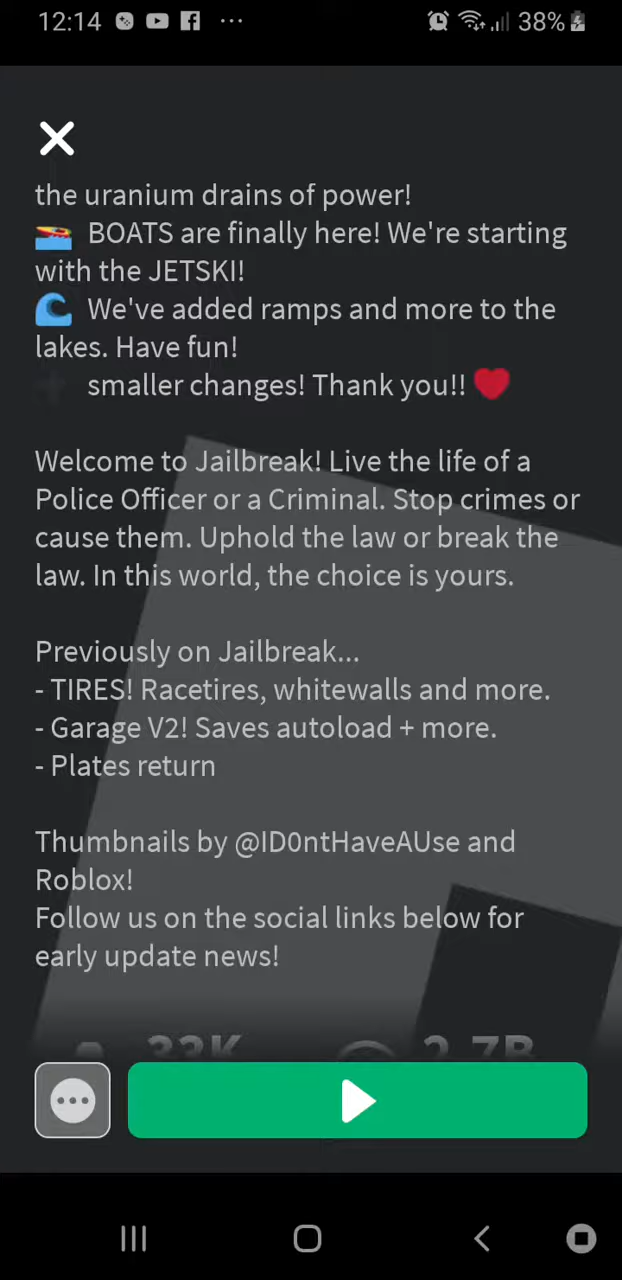 12:14 ... 38%
the uranium drains of power!
BOATS are finally here! We're starting
with the JETSKI!
We've added ramps and more to the
lakes. Have fun!
smaller changes! Thank you!!
Welcome to Jailbreak! Live the life of a
Police Officer or a Criminal. Stop crimes or
cause them. Uphold the law or break the
law. In this world, the choice is yours.
Previously on Jailbreak...
- TIRES! Racetires, whitewalls and more.
- Garage V2! Saves autoload + more.
- Plates return
Thumbnails by @ID0ntHaveAUse and
Roblox!
Follow us on the social links below for
early update news!
33K 2.7B